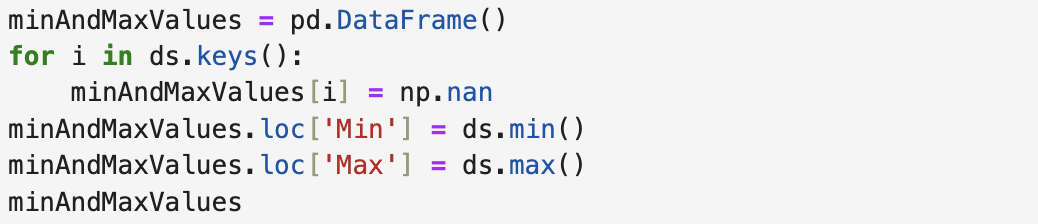 minAndMaxValues = pd.DataFrame()
for i in ds.keys():
    minAndMaxValues[i] = np.nan
minAndMaxValues.loc['Min'] = ds.min()
minAndMaxValues.loc['Max'] = ds.max()
minAndMaxValues